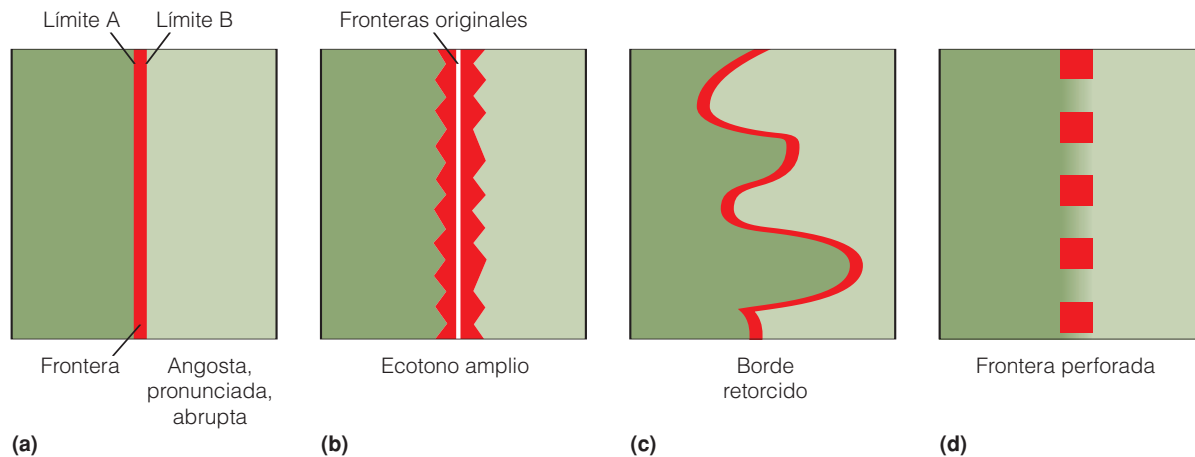 Límite A
Límite B
Fronteras originales
Frontera
Angosta,
pronunciada,
abrupta
Ecotono amplio
Borde
retorcido
Frontera perforada
(a)
(b)
(c)
(d)